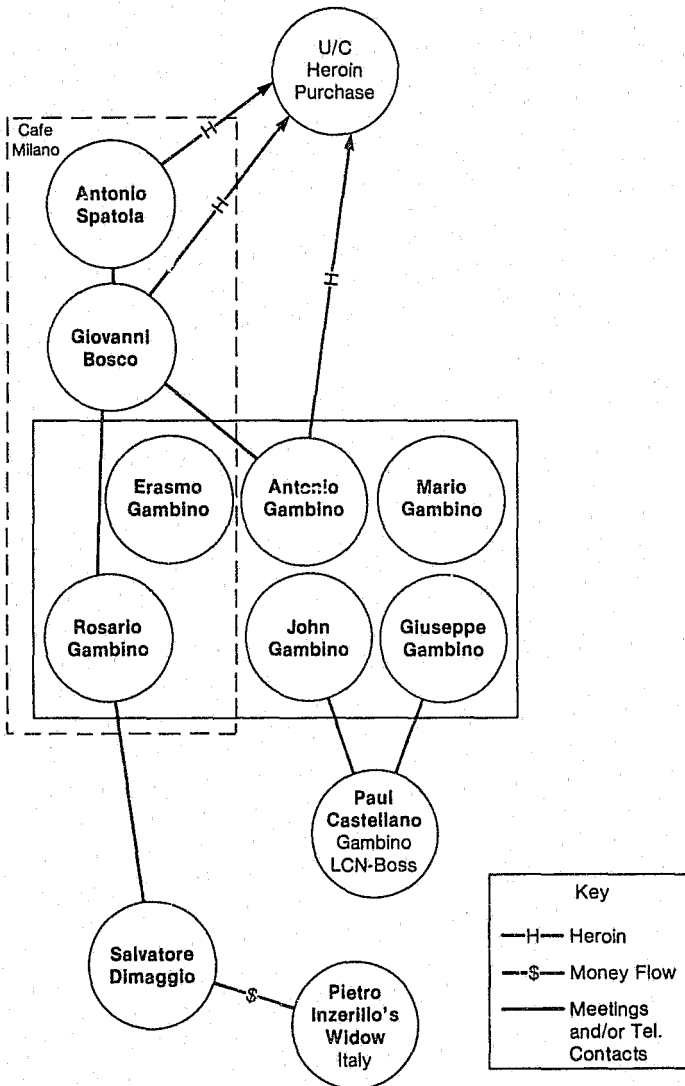 U/C
Heroin
Purchase
Cafe
Milano
H
Antonio
Spatola
H
H
Giovanni
Bosco
Erasmo
Gambino
Antonio
Gambino
Mario
Gambino
Rosario
Gambino
John
Gambino
Giuseppe
Gambino
Paul
Castellano
Gambino
LCN-Boss
Key
H Heroin
$ Money Flow
Meetings
and/or Tel.
Contacts
Salvatore
Dimaggio
$
Pietro
Inzerillo's
Widow
Italy